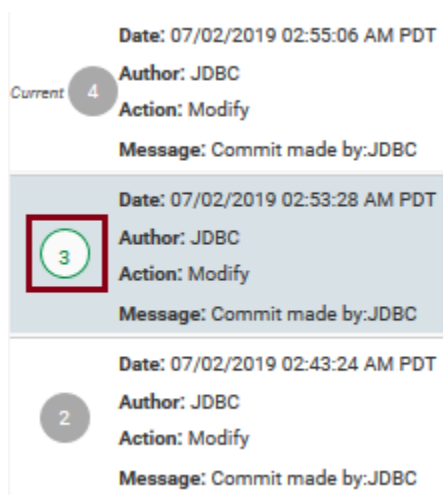 Date: 07/02/2019 02:55:06 AM PDT
Author: JDBC
Current 4
Action: Modify
Message: Commit made by:JDBC
Date: 07/02/2019 02:53:28 AM PDT
Author: JDBC
3
Action: Modify
Message: Commit made by:JDBC
Date: 07/02/2019 02:43:24 AM PDT
Author: JDBC
2
Action: Modify
Message: Commit made by:JDBC